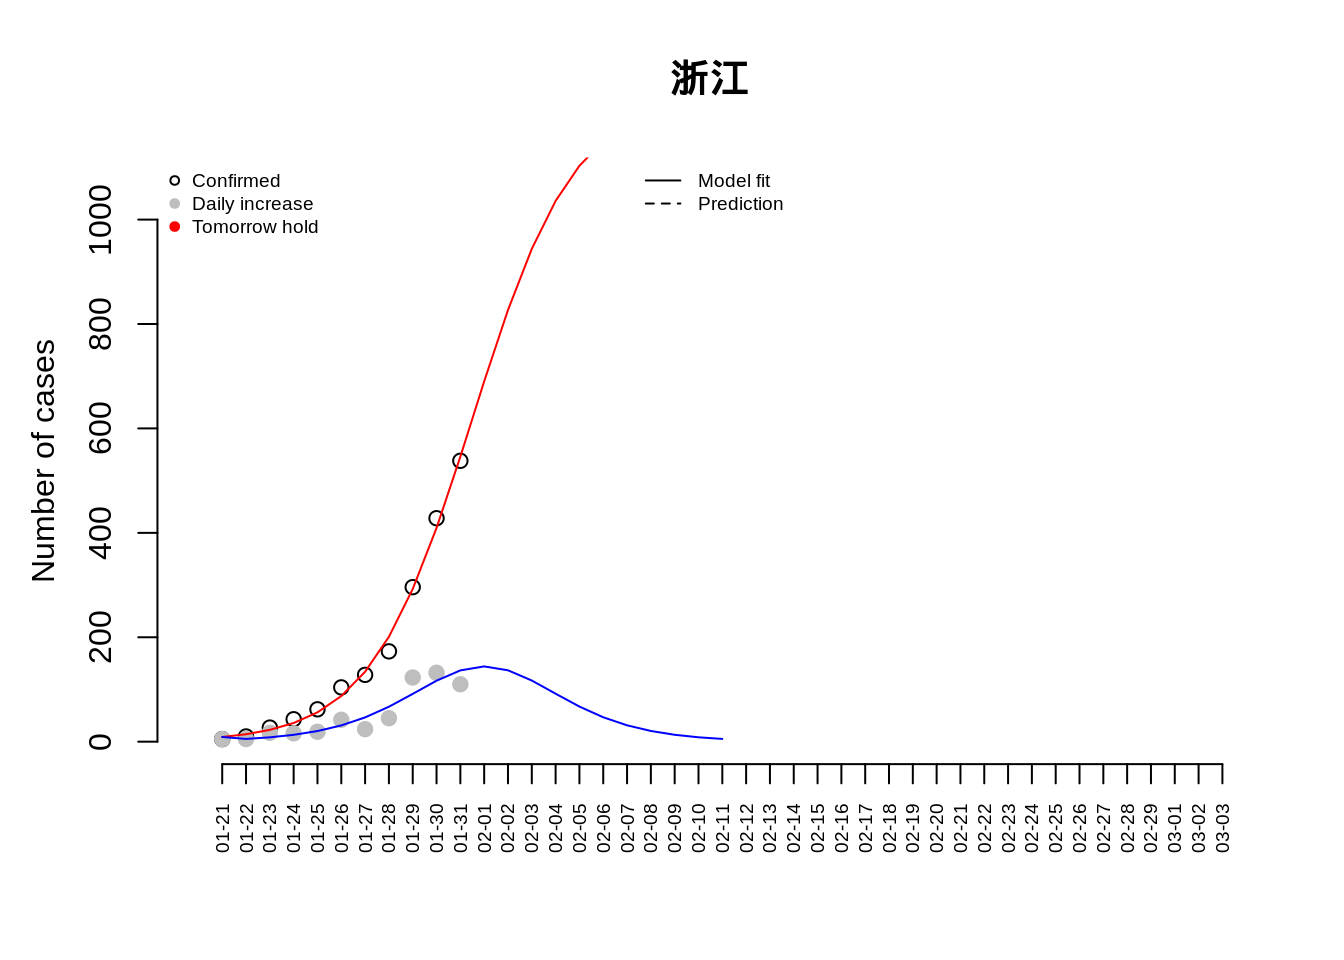 浙江
Confirmed
Daily increase
Tomorrow hold
Model fit
Prediction
Number of cases
1000
800
600
400
200
0
01-21 01-22 01-23 01-24 01-25 01-26 01-27 01-28 01-29 01-30 01-31 02-01 02-02 02-03 02-04 02-05 02-06 02-07 02-08 02-09 02-10 02-11 02-12 02-13 02-14 02-15 02-16 02-17 02-18 02-19 02-20 02-21 02-22 02-23 02-24 02-25 02-26 02-27 02-28 02-29 03-01 03-02 03-03